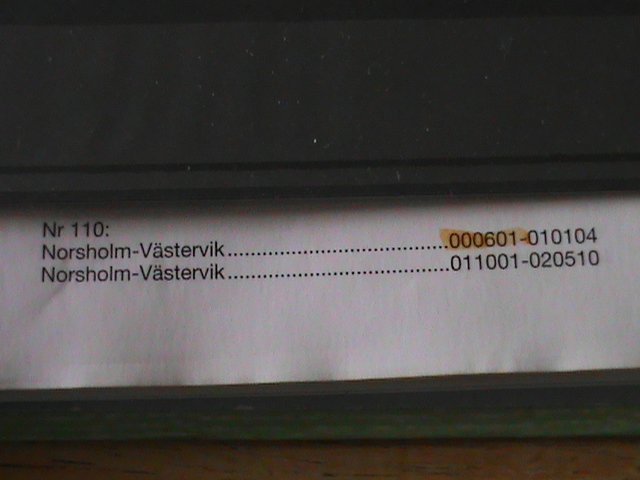 Nr 110:
Norsholm-Västervik......................................000601-010104
Norsholm-Västervik......................................011001-020510